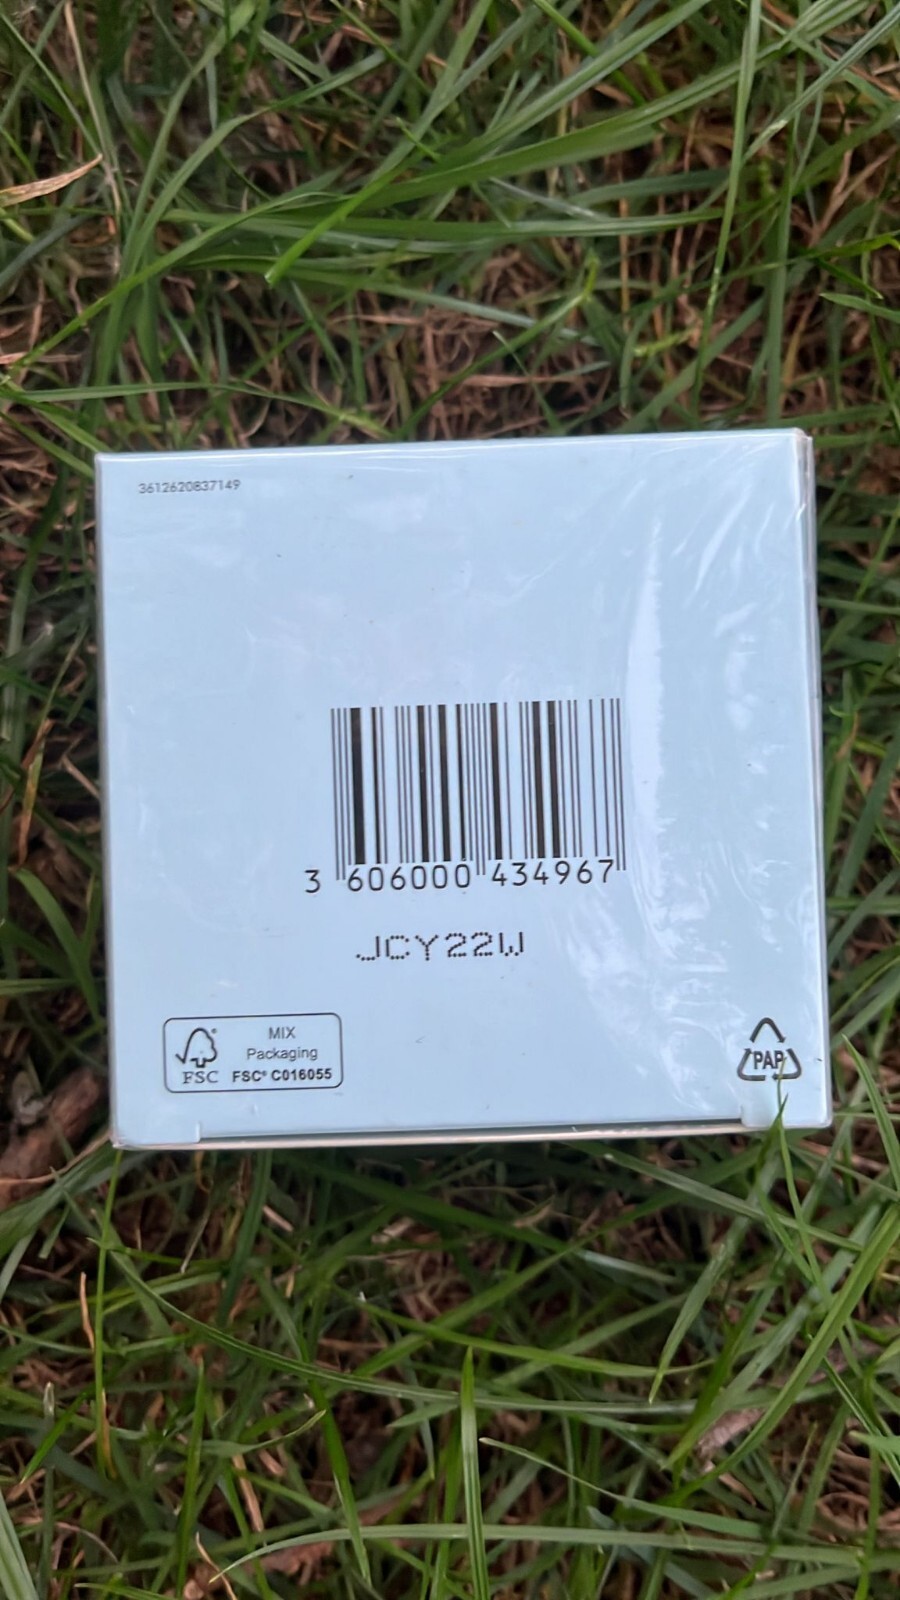 3612620837149
3 606000 434967
JCY22W
MIX
Packaging
FSC FSC® C016055
PAP